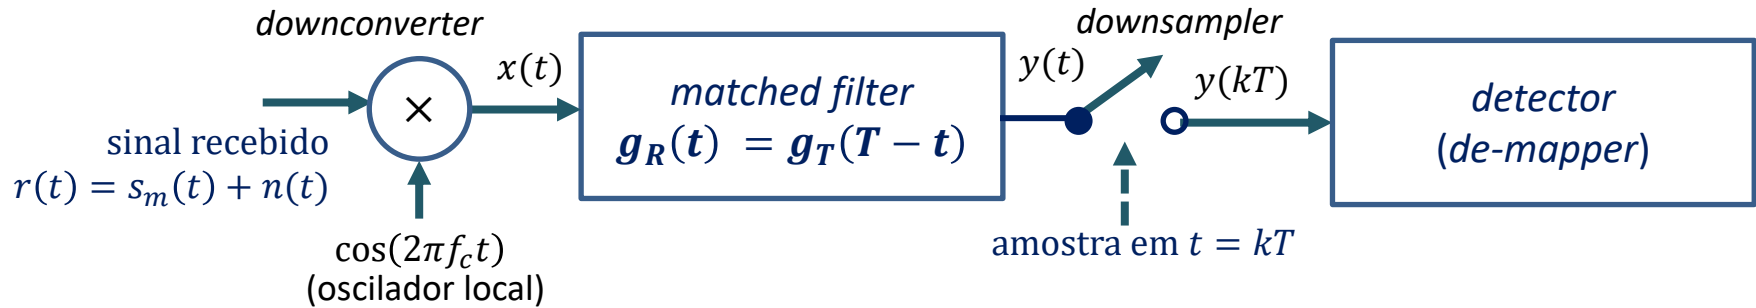 downconverter
×
sinal recebido
r(t) = s_m(t) + n(t)
cos(2πf_ct)
(oscilador local)
x(t)
matched filter
g_R(t) = g_T(T − t)
y(t)
downsampler
y(kT)
amostra em t = kT
detector
(de-mapper)